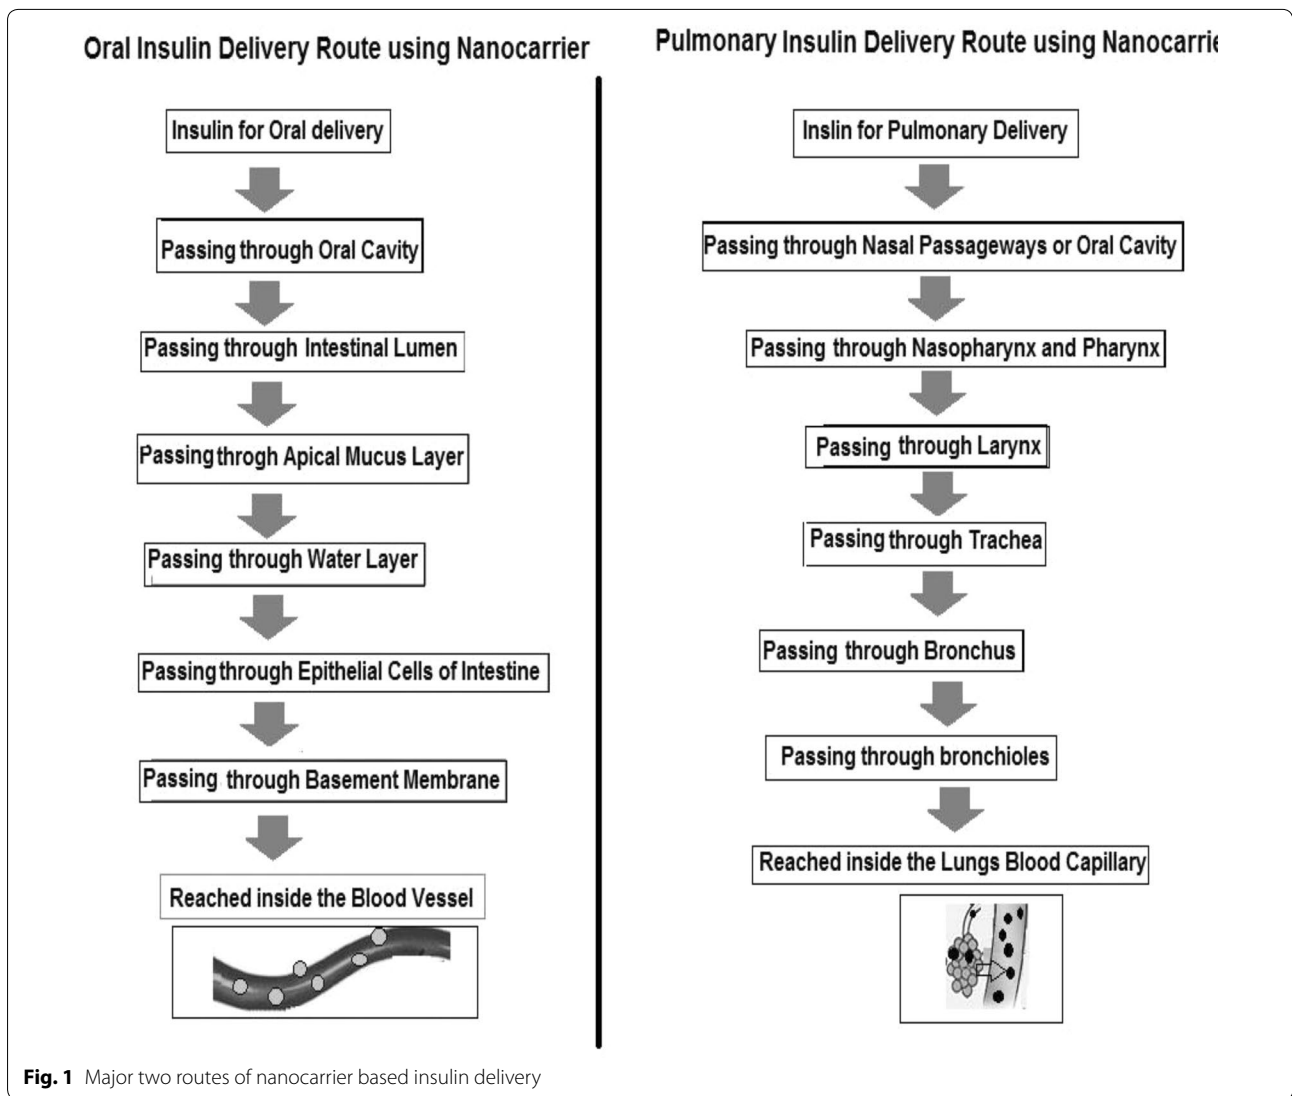 Oral Insulin Delivery Route using Nanocarrier
Insulin for Oral delivery
Passing through Oral Cavity
Passing through Intestinal Lumen
Passing throgh Apical Mucus Layer
Passing through Water Layer
Passing through Epithelial Cells of Intestine
Passing through Basement Membrane
Reached inside the Blood Vessel
Pulmonary Insulin Delivery Route using Nanocarrie
Inslin for Pulmonary Delivery
Passing through Nasal Passageways or Oral Cavity
Passing through Nasopharynx and Pharynx
Passing through Larynx
Passing through Trachea
Passing through Bronchus
Passing through bronchioles
Reached inside the Lungs Blood Capillary
Fig. 1 Major two routes of nanocarrier based insulin delivery